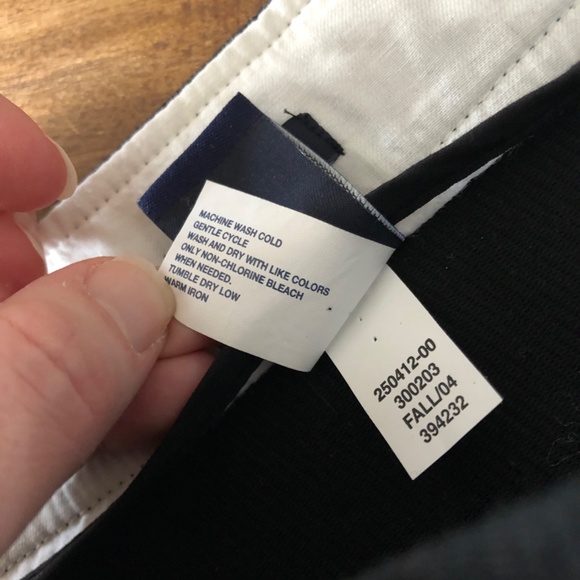 MACHINE WASH COLD
GENTLE CYCLE
WASH AND DRY WITH LIKE COLORS
ONLY NON-CHLORINE BLEACH
WHEN NEEDED.
TUMBLE DRY LOW
WARM IRON
250412-00
300203
FALL/04
394232